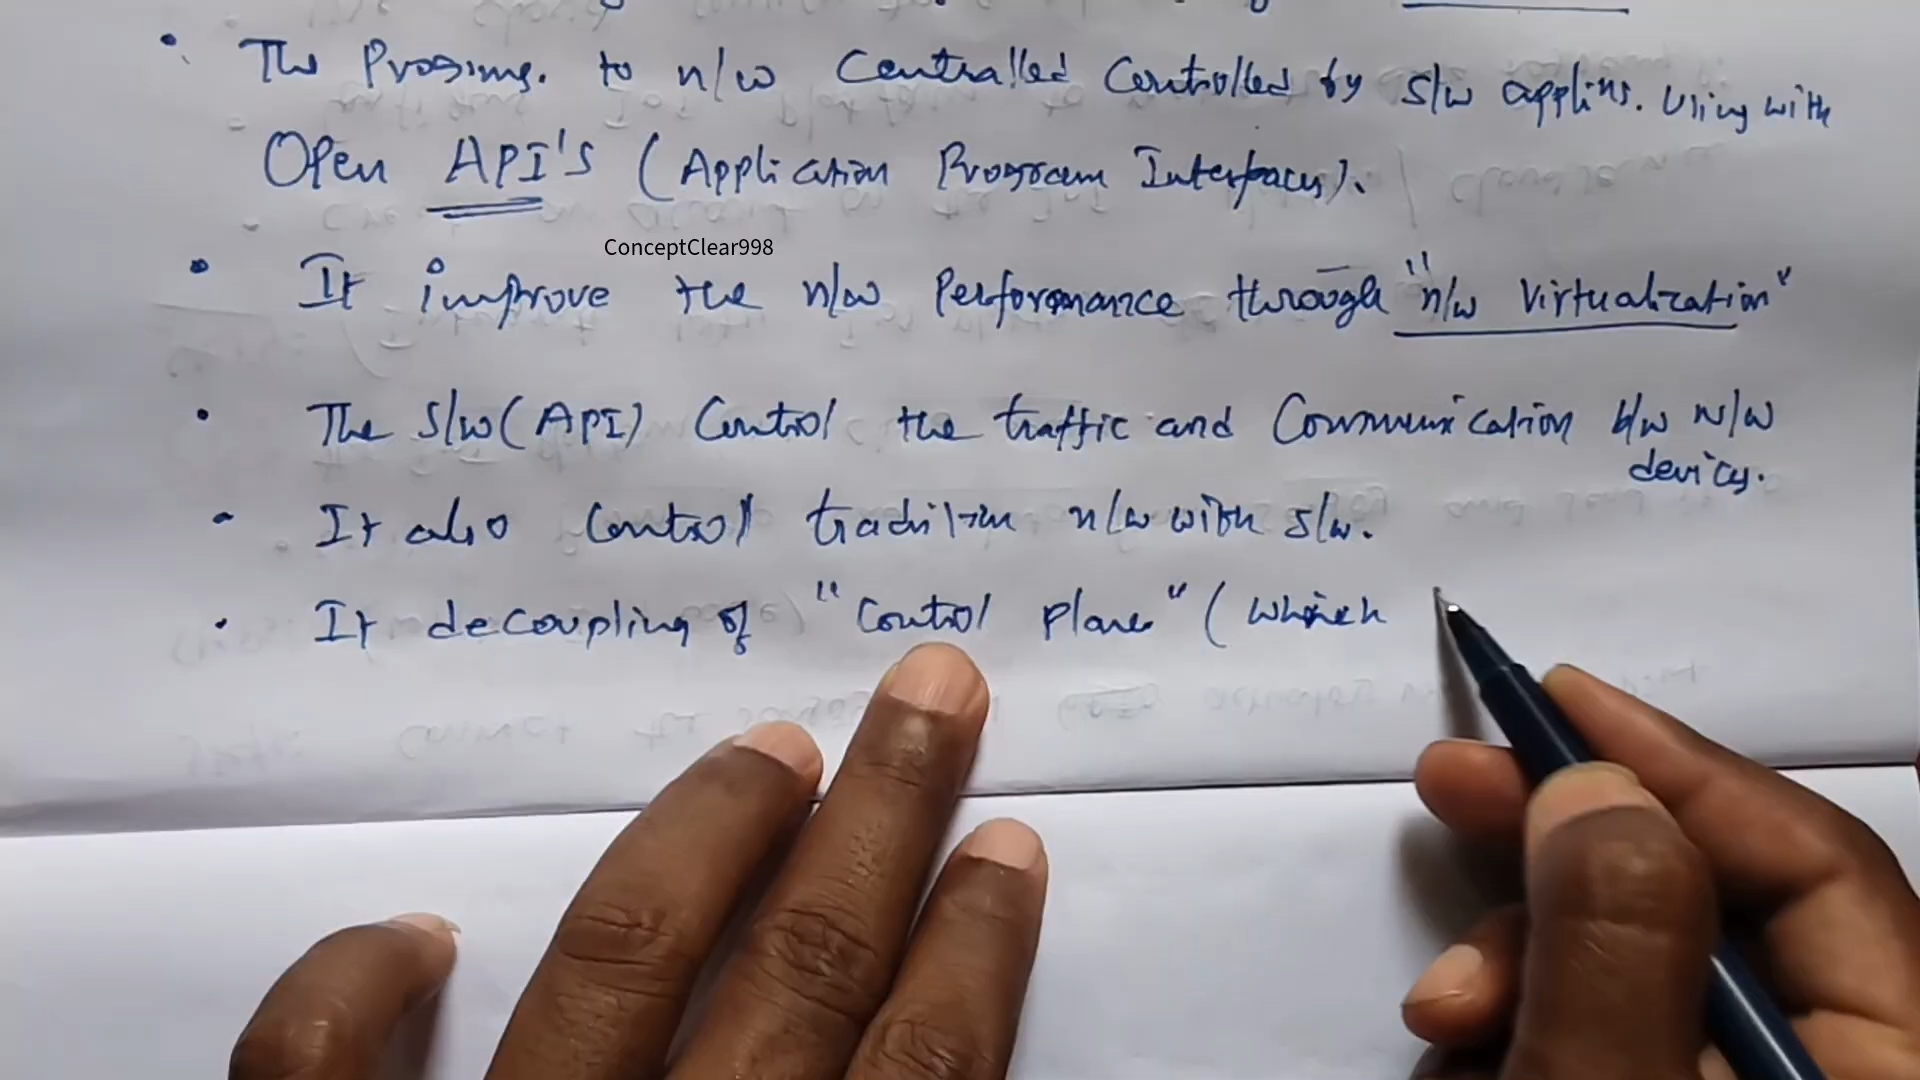 • The Progrmg. to n/w Centralled Controlled by S/w applins. Using with
Open API's (Application Program Interfaces).
ConceptClear998
• It improve the n/w Performance through "n/w Virtualization"
• The S/w (API) Control the traffic and Communication b/w N/w
devices.
• It also control tradition n/w with s/w.
• It decoupling of "Control plane" ( which